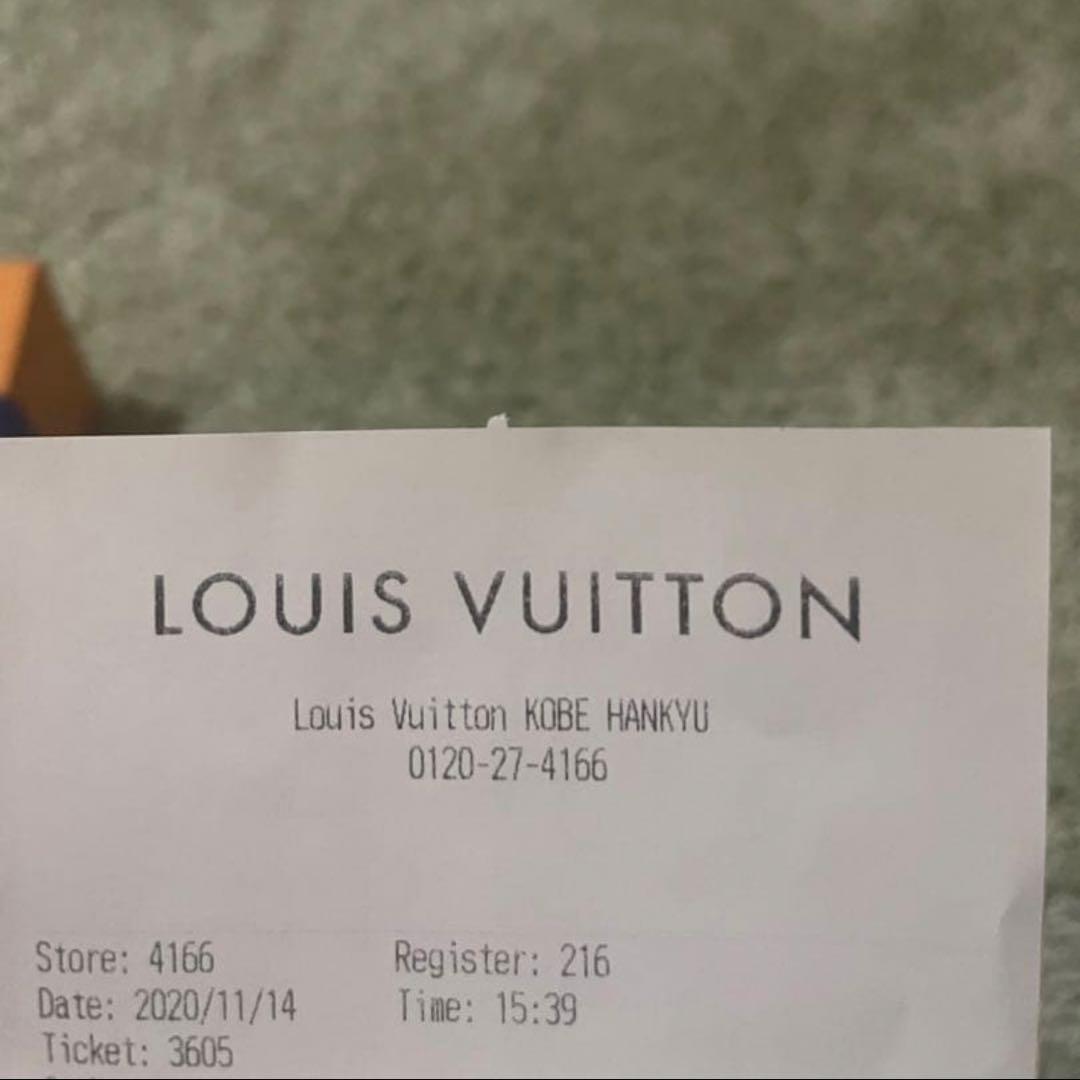 LOUIS VUITTON
Louis Vuitton KOBE HANKYU
0120-27-4166
Store: 4166 Register: 216
Date: 2020/11/14 Time: 15:39
Ticket: 3605